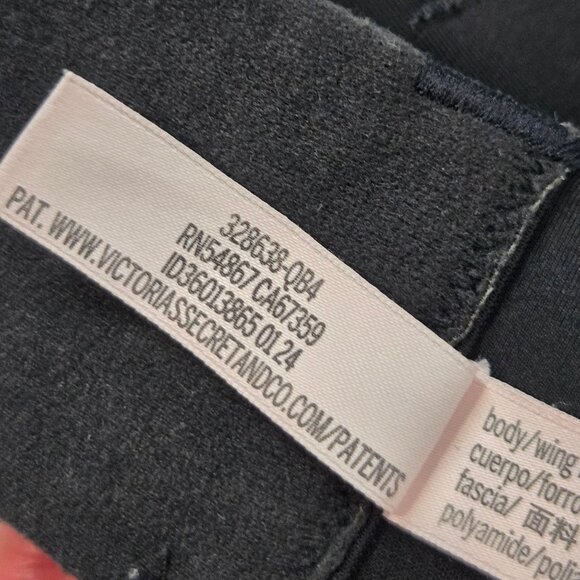 328638-QB4
RN54867 CA67359
ID36013865 01 24
PAT. WWW.VICTORIASSECRETANDCO.COM/PATENTS
body/wing
cuerpo/forro
fascia/ 面料
polyamide/